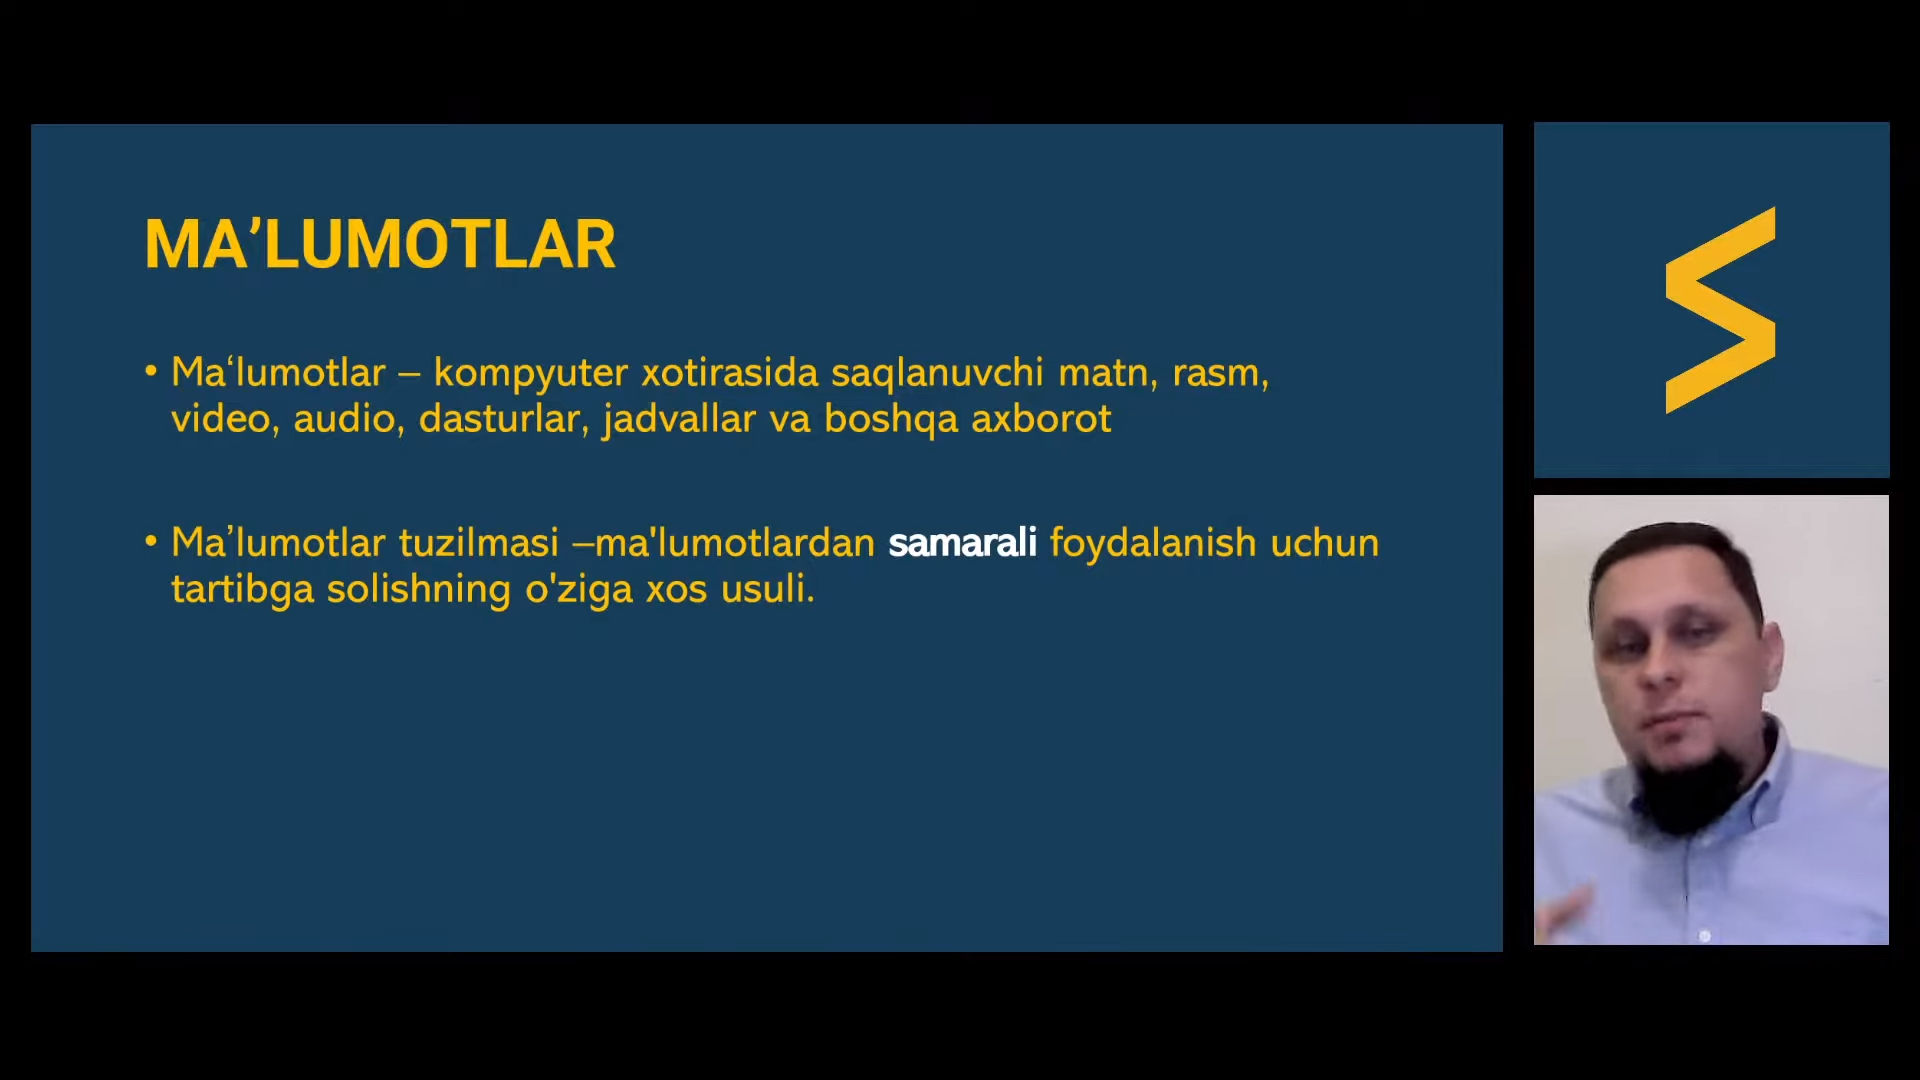 MA’LUMOTLAR
• Ma‘lumotlar – kompyuter xotirasida saqlanuvchi matn, rasm,
video, audio, dasturlar, jadvallar va boshqa axborot
• Ma’lumotlar tuzilmasi –ma'lumotlardan samarali foydalanish uchun
tartibga solishning o'ziga xos usuli.